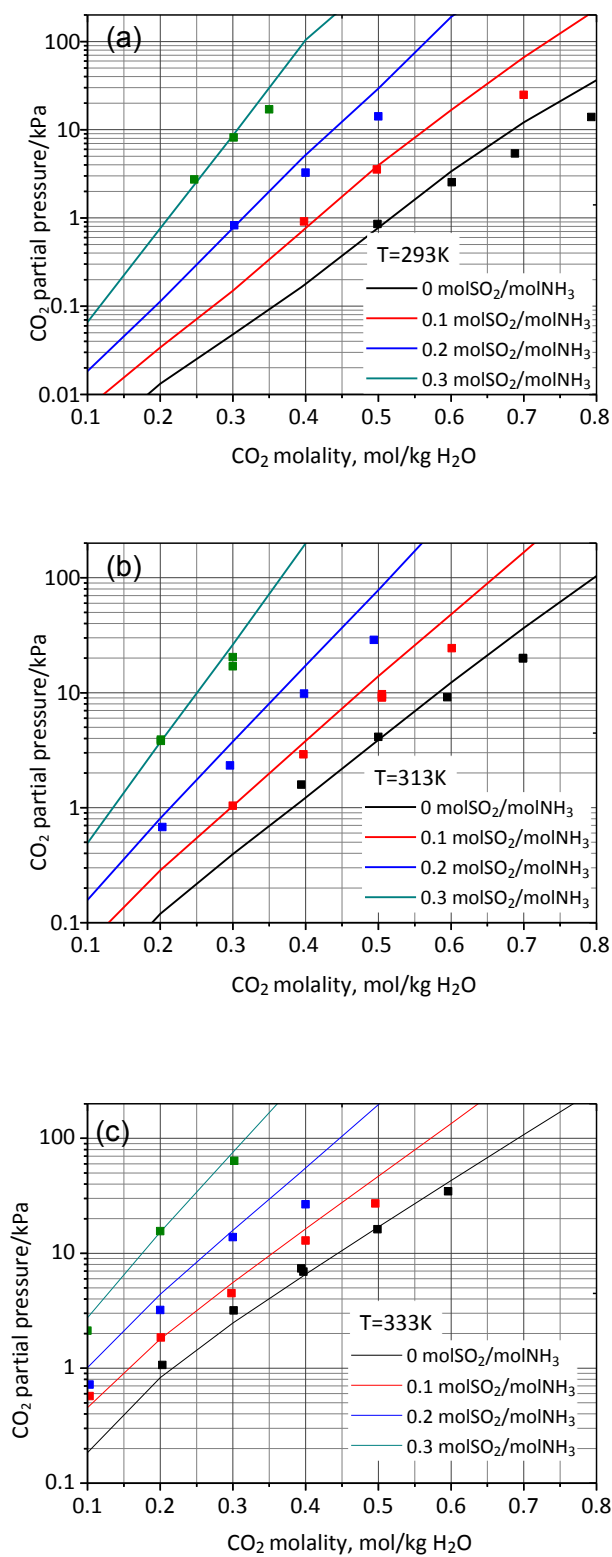 (a)
100
10
1
0.1
0.01
CO₂ partial pressure/kPa
T=293K
0 molSO₂/molNH₃
0.1 molSO₂/molNH₃
0.2 molSO₂/molNH₃
0.3 molSO₂/molNH₃
0.1 0.2 0.3 0.4 0.5 0.6 0.7 0.8
CO₂ molality, mol/kg H₂O
(b)
100
10
1
0.1
CO₂ partial pressure/kPa
T=313K
0 molSO₂/molNH₃
0.1 molSO₂/molNH₃
0.2 molSO₂/molNH₃
0.3 molSO₂/molNH₃
0.1 0.2 0.3 0.4 0.5 0.6 0.7 0.8
CO₂ molality, mol/kg H₂O
(c)
100
10
1
0.1
CO₂ partial pressure/kPa
T=333K
0 molSO₂/molNH₃
0.1 molSO₂/molNH₃
0.2 molSO₂/molNH₃
0.3 molSO₂/molNH₃
0.1 0.2 0.3 0.4 0.5 0.6 0.7 0.8
CO₂ molality, mol/kg H₂O